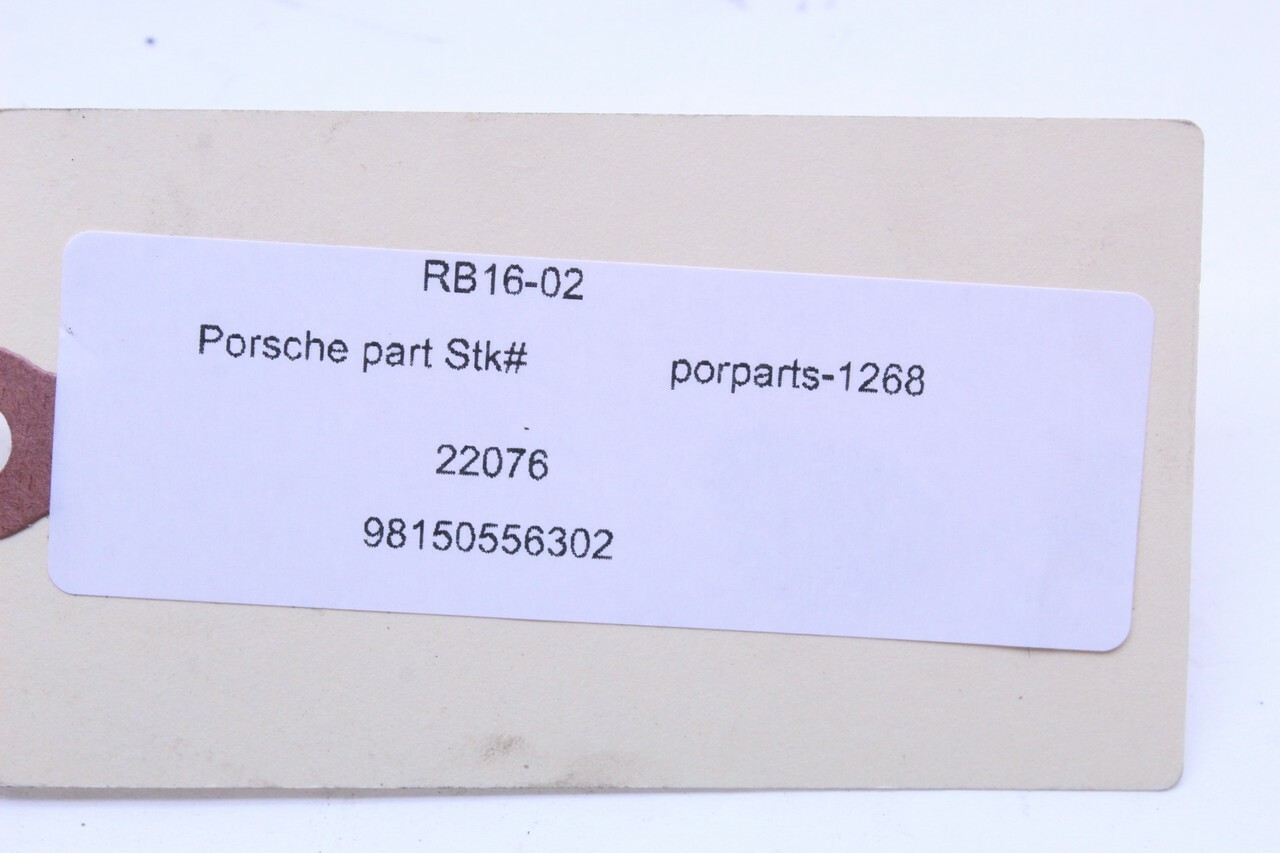 RB16-02
Porsche part Stk# porparts-1268
22076
98150556302